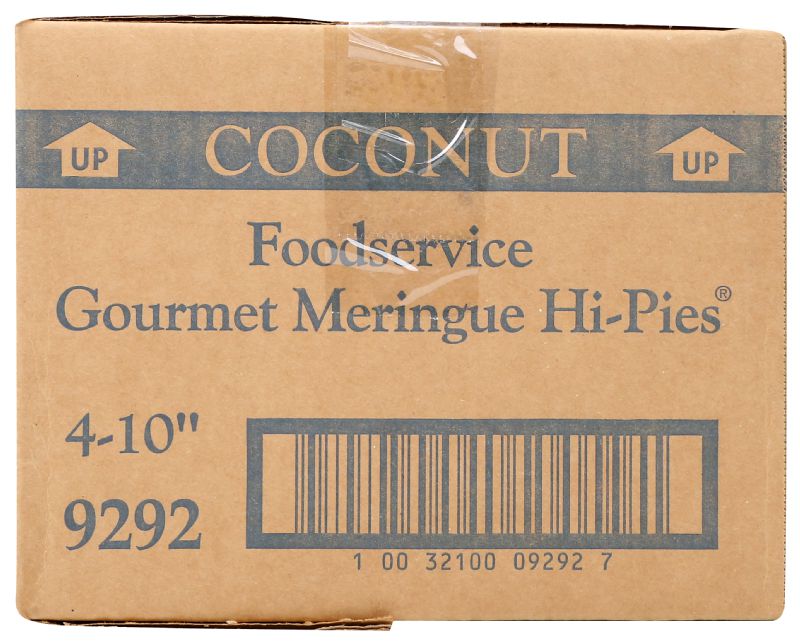 UP COCONUT UP
Foodservice
Gourmet Meringue Hi-Pies®
4-10"
9292
1 00 32100 09292 7